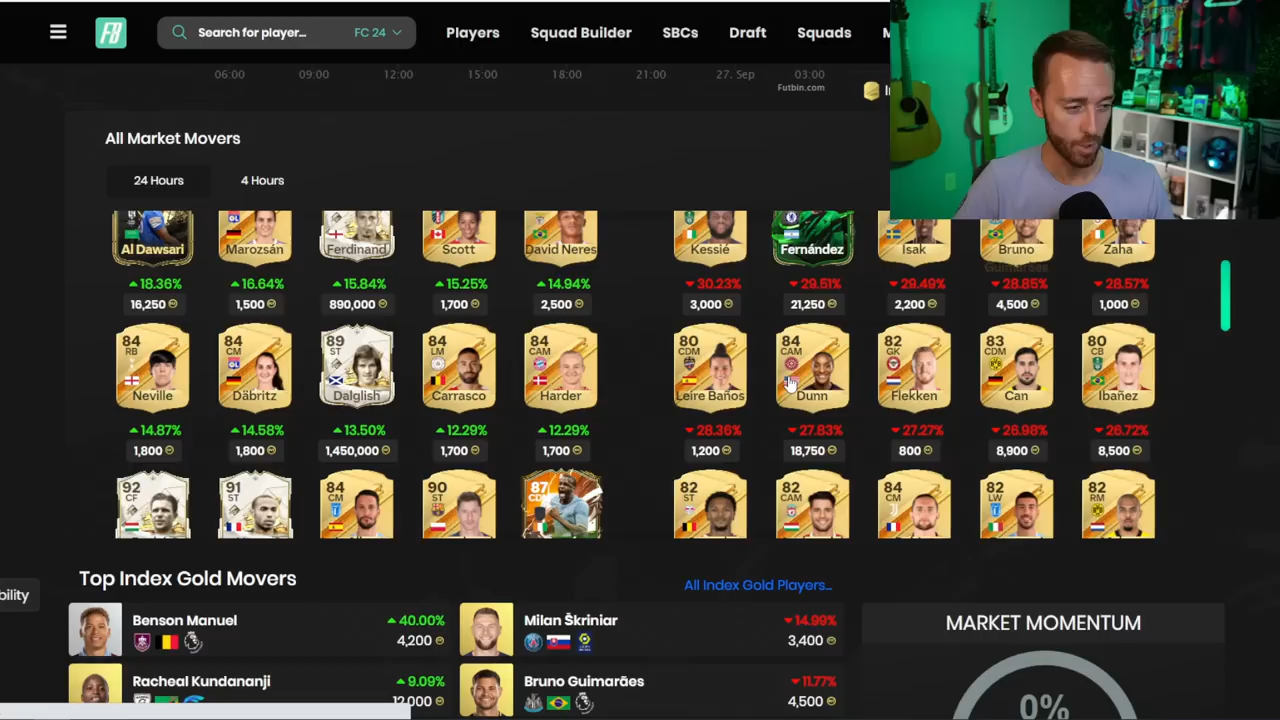 FB
Search for player...
FC 24
Players
Squad Builder
SBCs
Draft
Squads
M
06:00
09:00
12:00
15:00
18:00
21:00
27. Sep
03:00
Futbin.com
All Market Movers
24 Hours
4 Hours
Al Dawsari
Marozsán
Ferdinand
Scott
David Neres
Kessié
Fernández
Isak
Bruno
Guimarães
Zaha
18.36%
16.64%
15.84%
15.25%
14.94%
30.23%
29.51%
29.49%
28.85%
28.57%
16,250
1,500
890,000
1,700
2,500
3,000
21,250
2,200
4,500
1,000
84 RB
84 CM
89 ST
84 LM
84 CAM
80 CDM
84 CAM
82 GK
83 CDM
80 CB
Neville
Däbritz
Dalglish
Carrasco
Harder
Leire Baños
Dunn
Flekken
Can
Ibañez
14.87%
14.58%
13.50%
12.29%
12.29%
28.36%
27.83%
27.27%
26.98%
26.72%
1,800
1,800
1,450,000
1,700
1,700
1,200
18,750
800
8,900
8,500
92 CF
91 ST
84 CM
90 ST
87 CDM
82 ST
82 CAM
84 CM
82 LW
82 RM
Top Index Gold Movers
All Index Gold Players...
bility
Benson Manuel
40.00%
4,200
Milan Škriniar
14.99%
3,400
MARKET MOMENTUM
Racheal Kundananji
9.09%
12,000
Bruno Guimarães
11.77%
4,500
0%